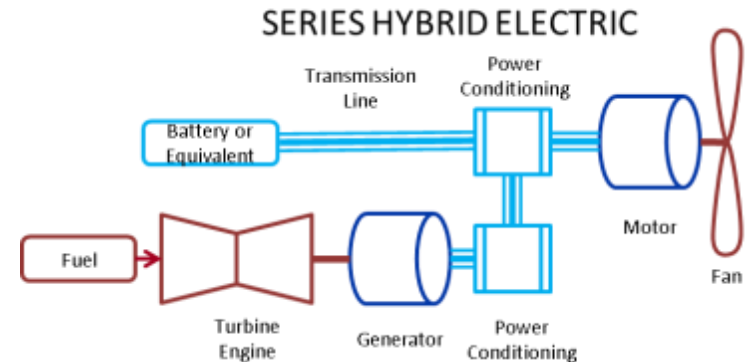 SERIES HYBRID ELECTRIC
Transmission
Line
Power
Conditioning
Battery or
Equivalent
Motor
Fan
Fuel
Turbine
Engine
Generator
Power
Conditioning